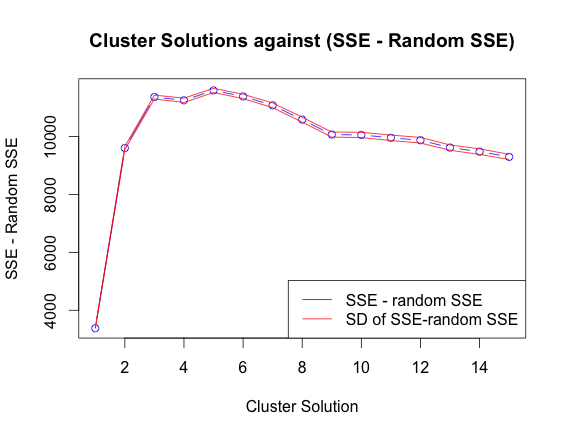 Cluster Solutions against (SSE - Random SSE)
SSE - Random SSE
10000
8000
6000
4000
SSE - random SSE
SD of SSE-random SSE
2 4 6 8 10 12 14
Cluster Solution